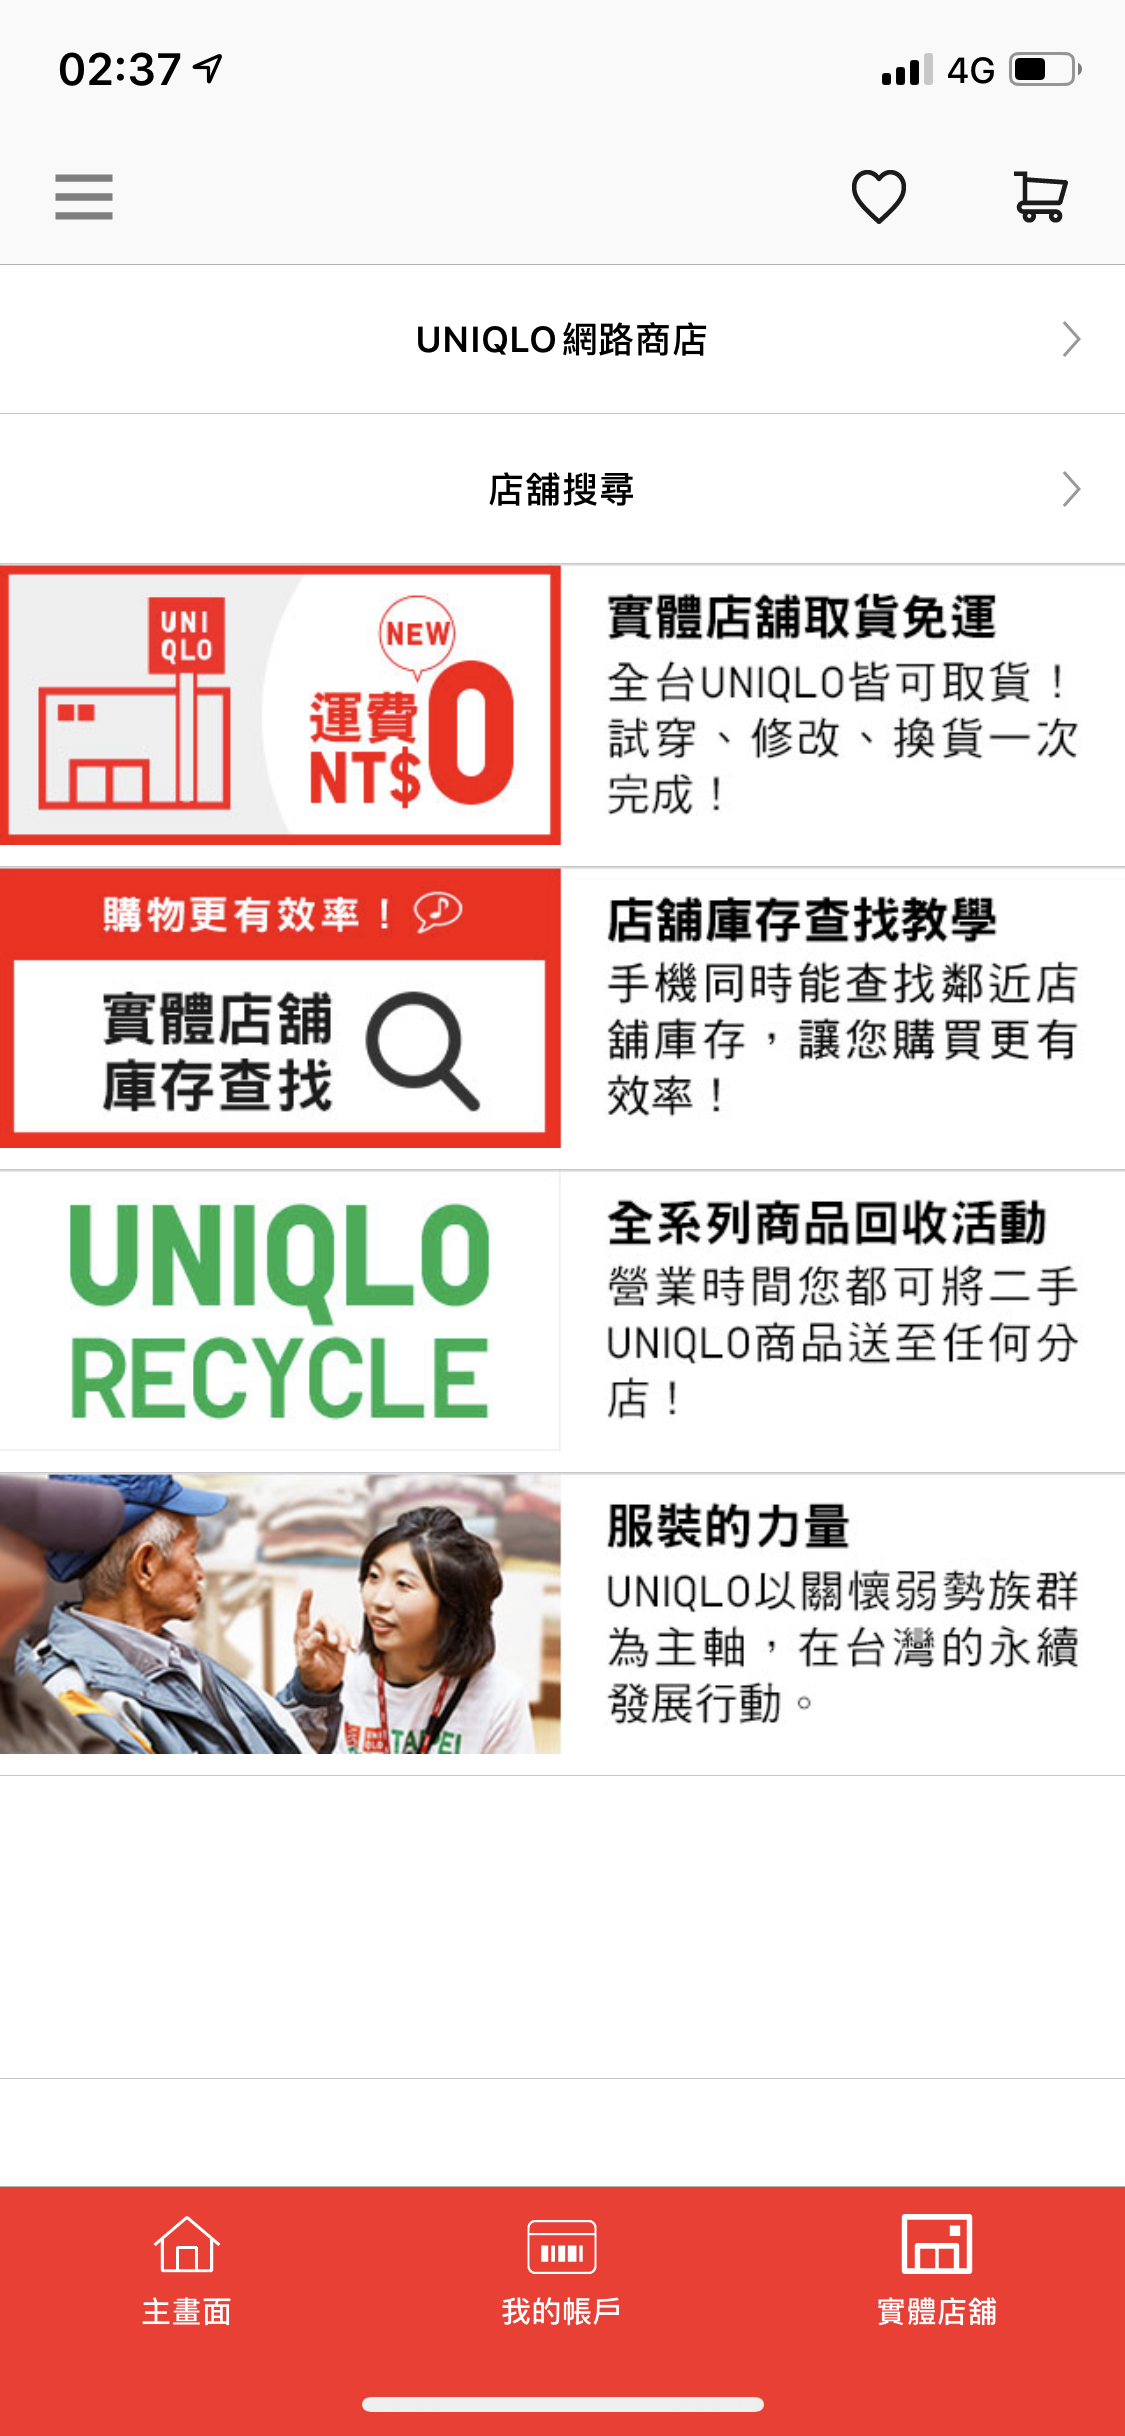 02:37
4G
UNIQLO網路商店
店舖搜尋
UNI
QLO
NEW
運費
NT$0
實體店舖取貨免運
全台UNIQLO皆可取貨！
試穿、修改、換貨一次
完成！
購物更有效率！
實體店舖
庫存查找
店舖庫存查找教學
手機同時能查找鄰近店
舖庫存，讓您購買更有
效率！
UNIQLO
RECYCLE
全系列商品回收活動
營業時間您都可將二手
UNIQLO商品送至任何分
店！
UNI
QLO
TAIPEI
服裝的力量
UNIQLO以關懷弱勢族群
為主軸，在台灣的永續
發展行動。
主畫面
我的帳戶
實體店舖